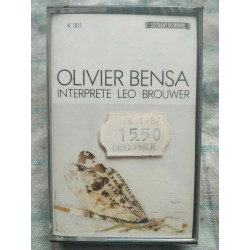 K 301
OLIVIER BENSA
INTERPRETE LEO BROUWER
15.50